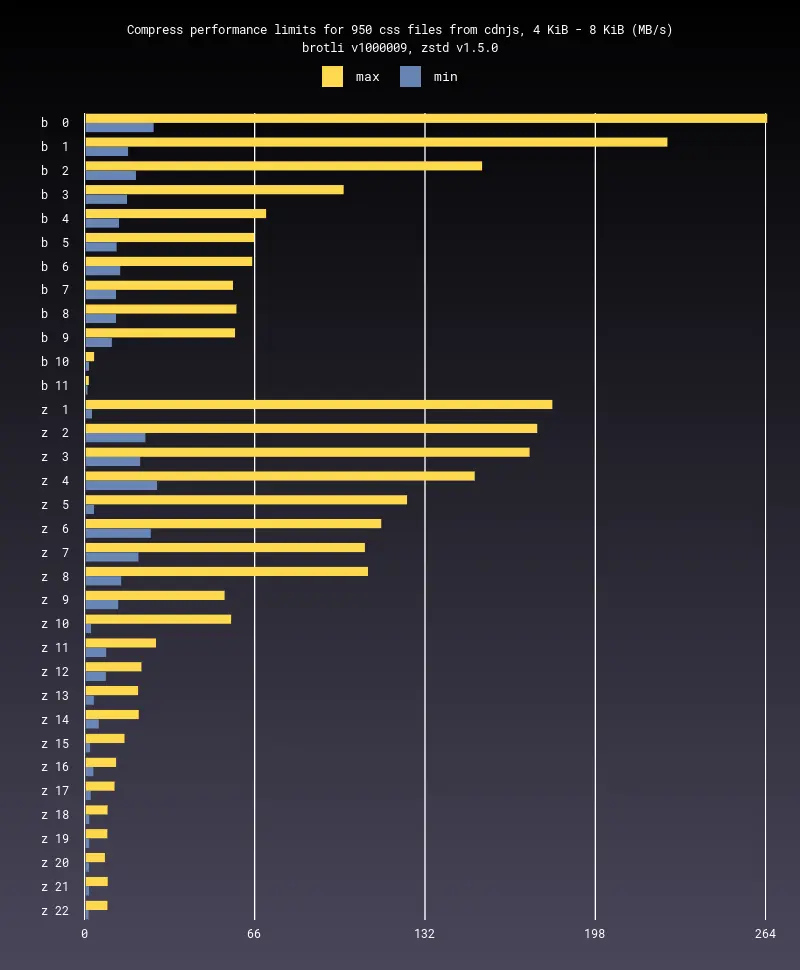 Compress performance limits for 950 css files from cdnjs, 4 KiB - 8 KiB (MB/s)
brotli v1000009, zstd v1.5.0
max min
b 0
b 1
b 2
b 3
b 4
b 5
b 6
b 7
b 8
b 9
b 10
b 11
z 1
z 2
z 3
z 4
z 5
z 6
z 7
z 8
z 9
z 10
z 11
z 12
z 13
z 14
z 15
z 16
z 17
z 18
z 19
z 20
z 21
z 22
0 66 132 198 264